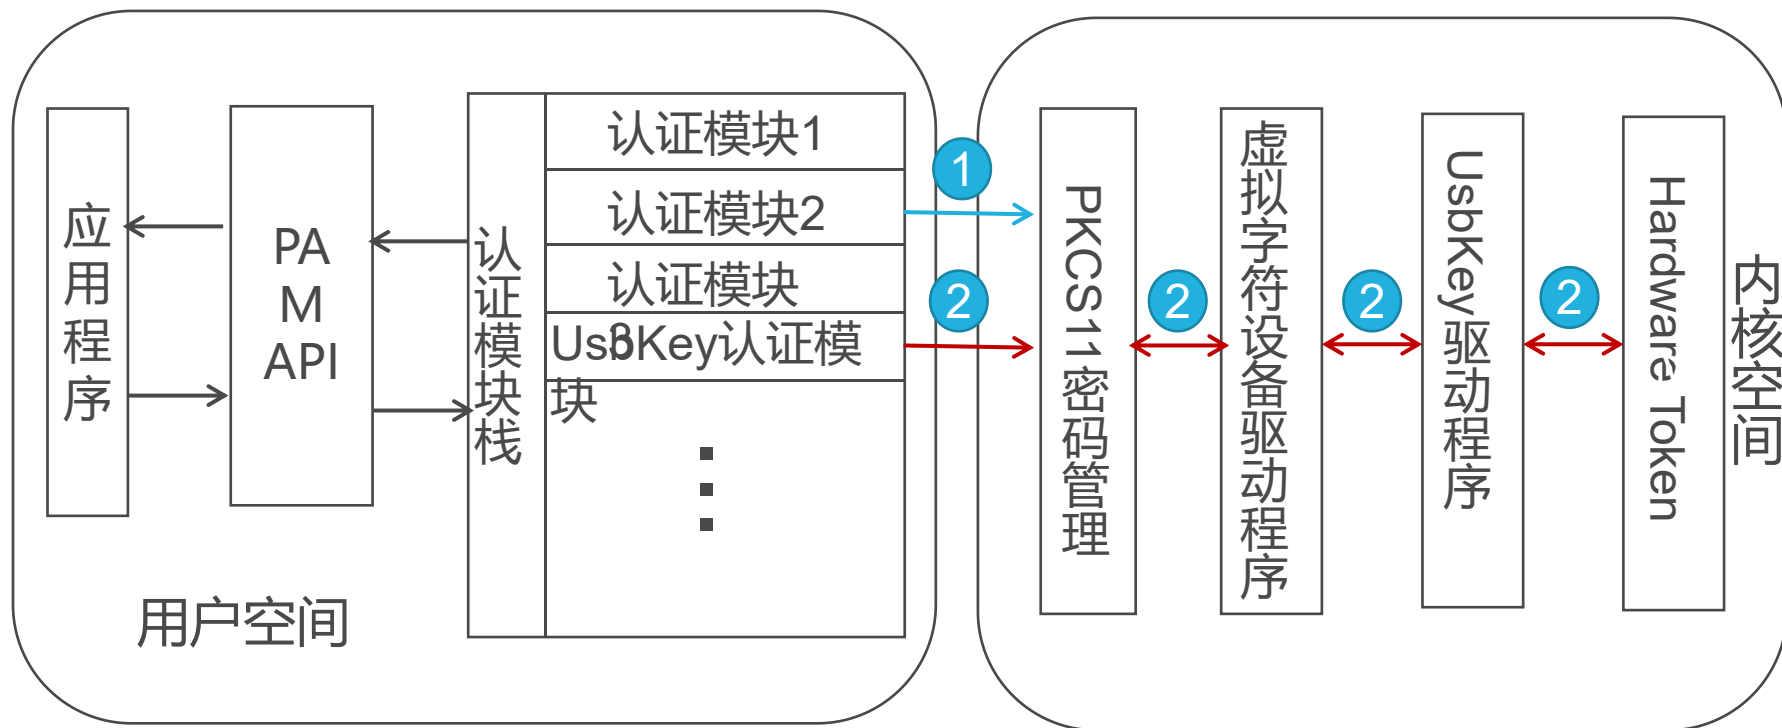 应用程序
PA
M
API
认证模块栈
认证模块1
认证模块2
认证模块
3
UsbKey认证模
块
用户空间
1
2
PKCS11密码管理
2
虚拟字符设备驱动程序
2
UsbKey驱动程序
2
Hardware Token
内核空间